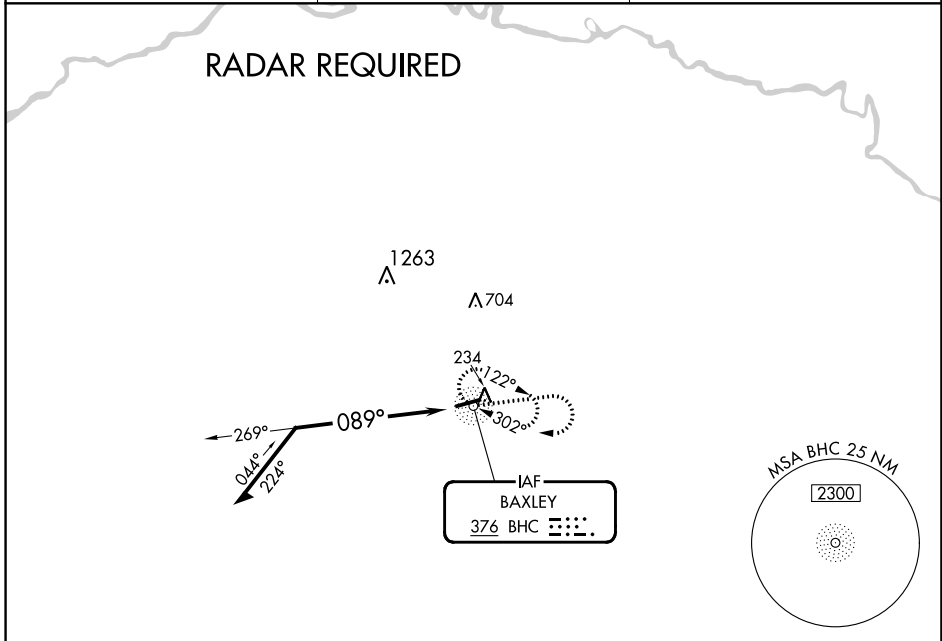 RADAR REQUIRED
1263
704
234
122°
302°
089°
269°
044°
224°
IAF
BAXLEY
376 BHC
MSA BHC 25 NM
2300